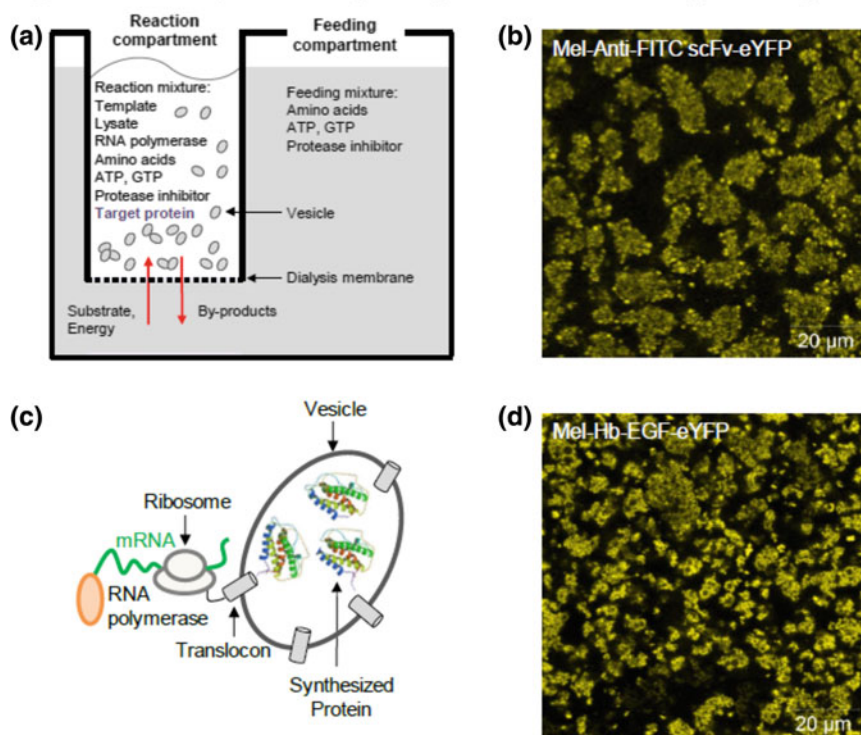 (a)
Reaction
compartment
Feeding
compartment
Reaction mixture:
Template
Lysate
RNA polymerase
Amino acids
ATP, GTP
Protease inhibitor
Target protein
Feeding mixture:
Amino acids
ATP, GTP
Protease inhibitor
Vesicle
Dialysis membrane
Substrate,
Energy
By-products
(b)
Mel-Anti-FITC scFv-eYFP
20 µm
(c)
Vesicle
Ribosome
mRNA
RNA
polymerase
Translocon
Synthesized
Protein
(d)
Mel-Hb-EGF-eYFP
20 µm